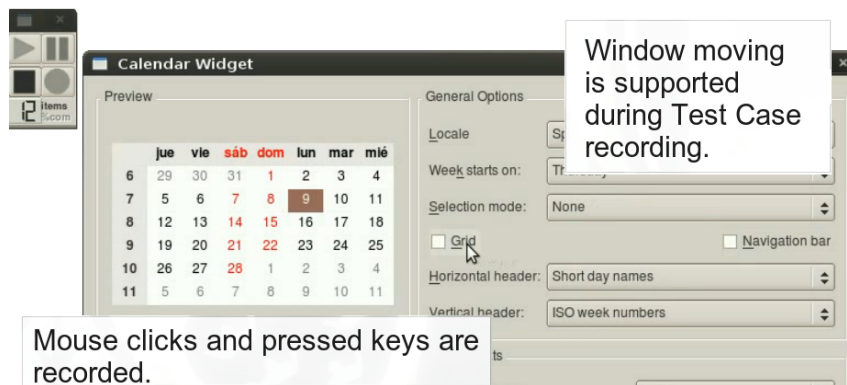 Calendar Widget
Window moving
is supported
during Test Case
recording.
12 items
%com
Preview
General Options
Locale
Sp
jue vie sáb dom lun mar mié
6 29 30 31 1 2 3 4
7 5 6 7 8 9 10 11
8 12 13 14 15 16 17 18
9 19 20 21 22 23 24 25
10 26 27 28 1 2 3 4
11 5 6 7 8 9 10 11
Week starts on: Thursday
Selection mode: None
Grid
Navigation bar
Horizontal header: Short day names
Vertical header: ISO week numbers
ts
Mouse clicks and pressed keys are
recorded.